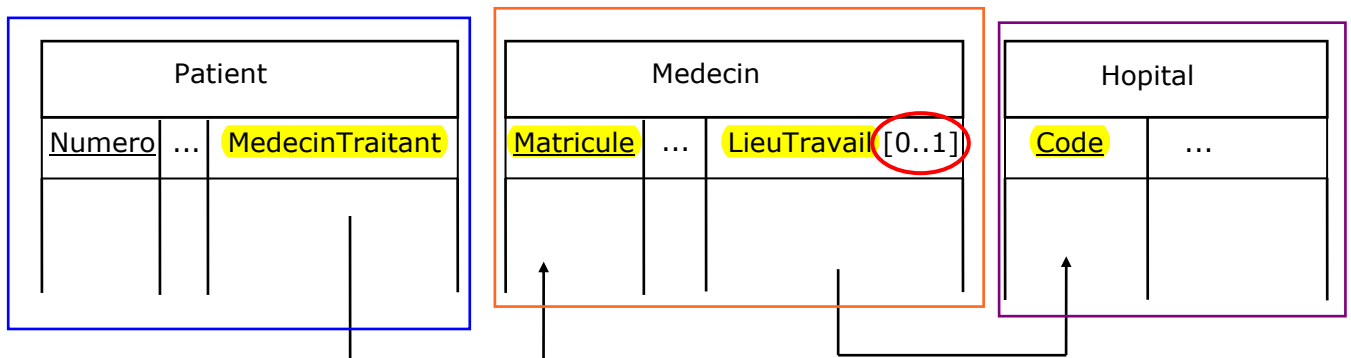 Patient
Medecin
Hopital
Numero ... MedecinTraitant
Matricule ... LieuTravail [0..1]
Code ...